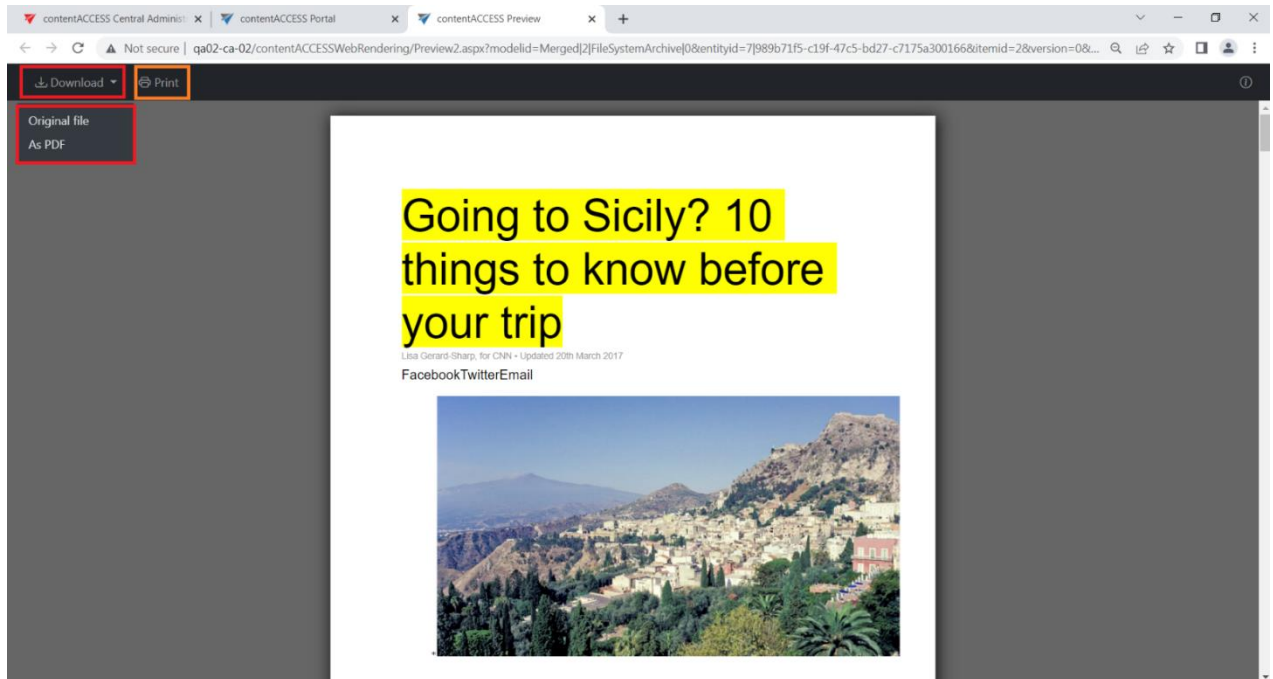 contentACCESS Central Administ
contentACCESS Portal
contentACCESS Preview
Not secure
qa02-ca-02/contentACCESSWebRendering/Preview2.aspx?modelid=Merged|2|FileSystemArchive|0&entityid=7|989b71f5-c19f-47c5-bd27-c7175a300166&itemid=2&version=0&...
Download
Print
Original file
As PDF
Going to Sicily? 10
things to know before
your trip
Lisa Gerard-Sharp, for CNN • Updated 20th March 2017
FacebookTwitterEmail